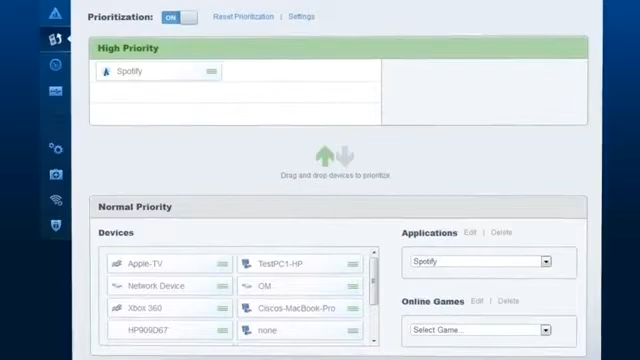 Prioritization: ON Reset Prioritization | Settings
High Priority
Spotify
Drag and drop devices to prioritize
Normal Priority
Devices
Apple-TV
TestPC1-HP
Network Device
OM
Xbox 360
Ciscos-MacBook-Pro
HP909D67
none
Applications Edit | Delete
Spotify
Online Games Edit | Delete
Select Game...